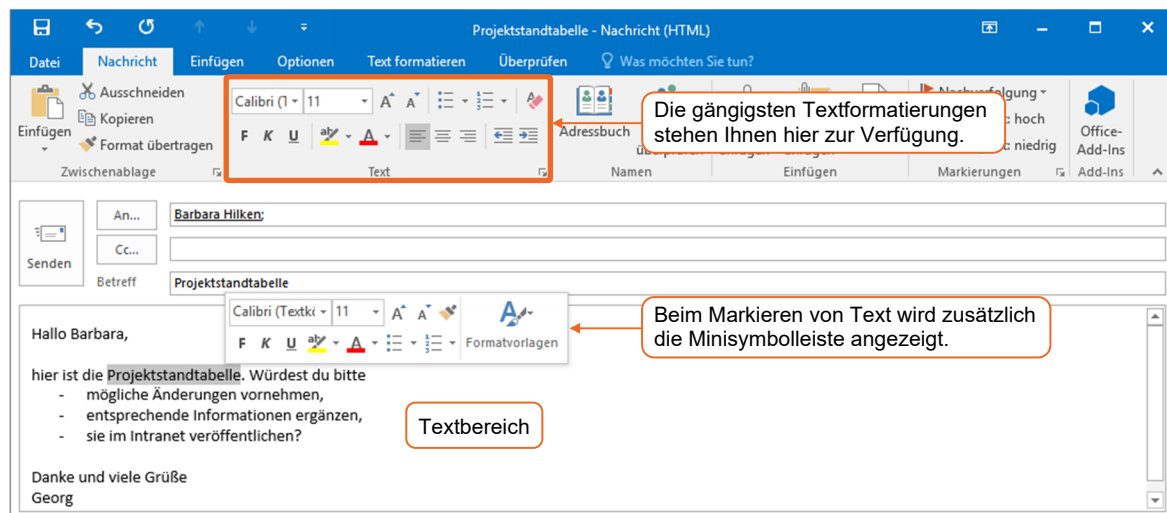 Projektstandtabelle - Nachricht (HTML)
Datei Nachricht Einfügen Optionen Text formatieren Überprüfen Was möchten Sie tun?
Einfügen
Ausschneiden
Kopieren
Format übertragen
Zwischenablage
Calibri (T 11
F K U
Text
Adressbuch
Namen
Einfügen
hoch
niedrig
Markierungen
Office-
Add-Ins
Add-Ins
Die gängigsten Textformatierungen
stehen Ihnen hier zur Verfügung.
Senden
An... Barbara Hilken;
Cc...
Betreff Projektstandtabelle
Calibri (Textkö 11
F K U
Formatvorlagen
Beim Markieren von Text wird zusätzlich
die Minisymbolleiste angezeigt.
Hallo Barbara,
hier ist die Projektstandtabelle. Würdest du bitte
- mögliche Änderungen vornehmen,
- entsprechende Informationen ergänzen,
- sie im Intranet veröffentlichen?
Textbereich
Danke und viele Grüße
Georg